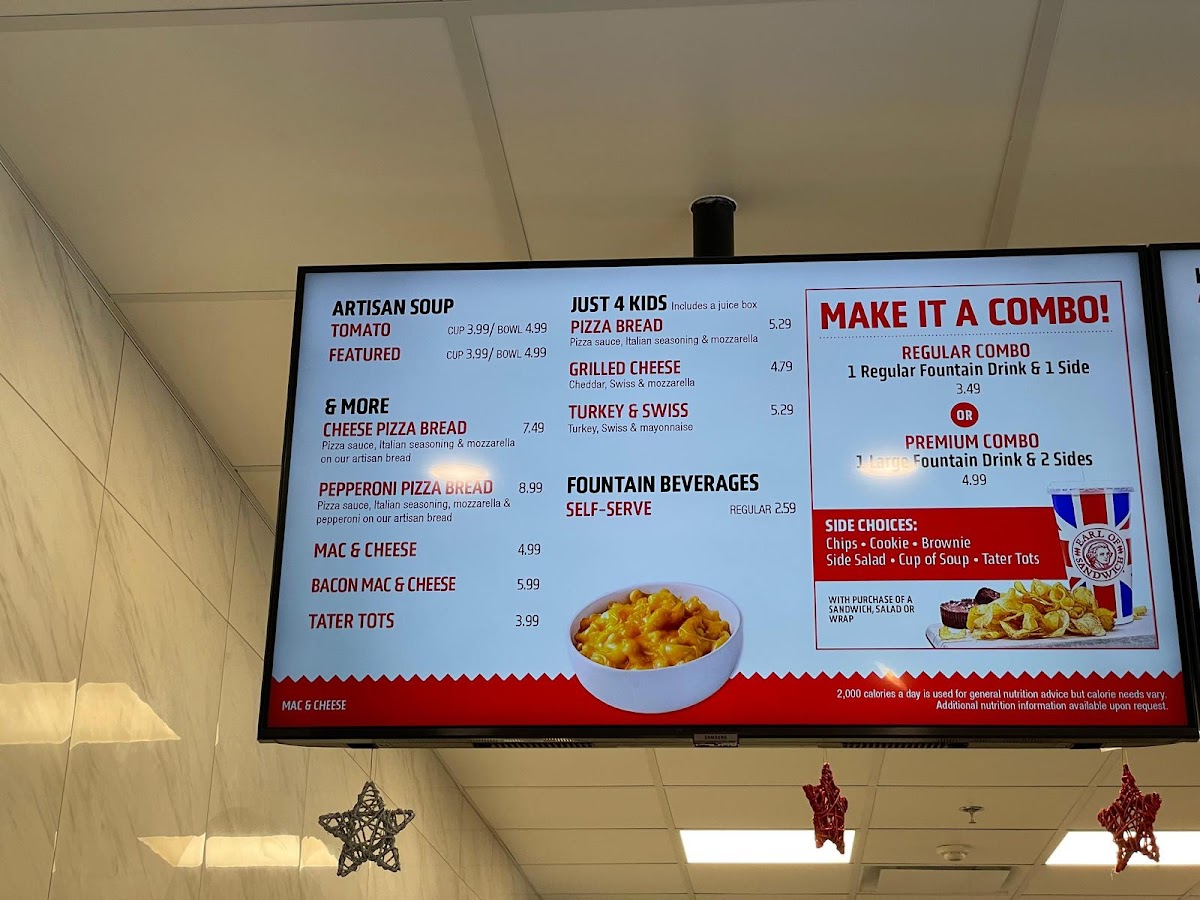 ARTISAN SOUP
TOMATO CUP 3.99/ BOWL 4.99
FEATURED CUP 3.99/ BOWL 4.99
& MORE
CHEESE PIZZA BREAD 7.49
Pizza sauce, Italian seasoning & mozzarella
on our artisan bread
PEPPERONI PIZZA BREAD 8.99
Pizza sauce, Italian seasoning, mozzarella &
pepperoni on our artisan bread
MAC & CHEESE 4.99
BACON MAC & CHEESE 5.99
TATER TOTS 3.99
JUST 4 KIDS Includes a juice box
PIZZA BREAD 5.29
Pizza sauce, Italian seasoning & mozzarella
GRILLED CHEESE 4.79
Cheddar, Swiss & mozzarella
TURKEY & SWISS 5.29
Turkey, Swiss & mayonnaise
FOUNTAIN BEVERAGES
SELF-SERVE REGULAR 2.59
MAKE IT A COMBO!
REGULAR COMBO
1 Regular Fountain Drink & 1 Side
3.49
OR
PREMIUM COMBO
1 Large Fountain Drink & 2 Sides
4.99
SIDE CHOICES:
Chips • Cookie • Brownie
Side Salad • Cup of Soup • Tater Tots
WITH PURCHASE OF A
SANDWICH, SALAD OR
WRAP
EARL OF
SANDWICH
MAC & CHEESE
2,000 calories a day is used for general nutrition advice but calorie needs vary.
Additional nutrition information available upon request.
SAMSUNG